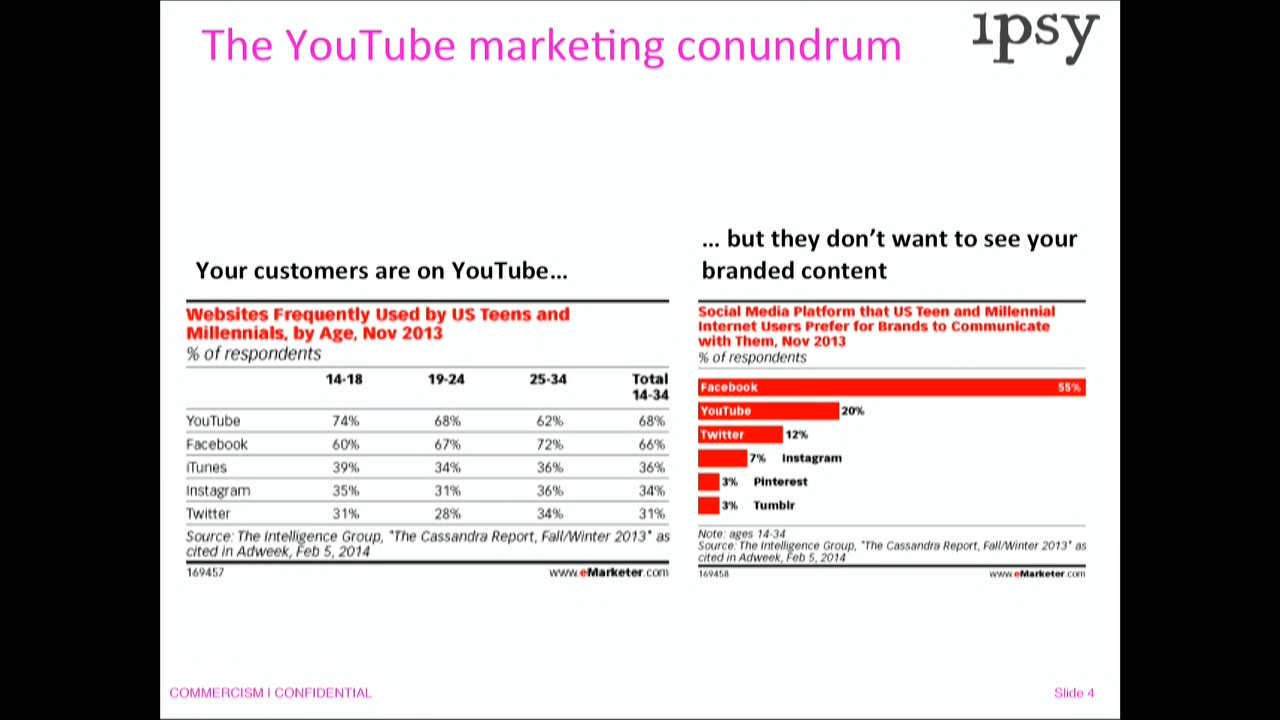 The YouTube marketing conundrum
ipsy
Your customers are on YouTube...
Websites Frequently Used by US Teens and
Millennials, by Age, Nov 2013
% of respondents
14-18 19-24 25-34 Total
14-34
YouTube 74% 68% 62% 68%
Facebook 60% 67% 72% 66%
iTunes 39% 34% 36% 36%
Instagram 35% 31% 36% 34%
Twitter 31% 28% 34% 31%
Source: The Intelligence Group, "The Cassandra Report, Fall/Winter 2013" as
cited in Adweek, Feb 5, 2014
169457 www.eMarketer.com
... but they don't want to see your
branded content
Social Media Platform that US Teen and Millennial
Internet Users Prefer for Brands to Communicate
with Them, Nov 2013
% of respondents
Facebook 55%
YouTube 20%
Twitter 12%
7% Instagram
3% Pinterest
3% Tumblr
Note: ages 14-34
Source: The Intelligence Group, "The Cassandra Report, Fall/Winter 2013" as
cited in Adweek, Feb 5, 2014
169458 www.eMarketer.com
COMMERCISM | CONFIDENTIAL
Slide 4